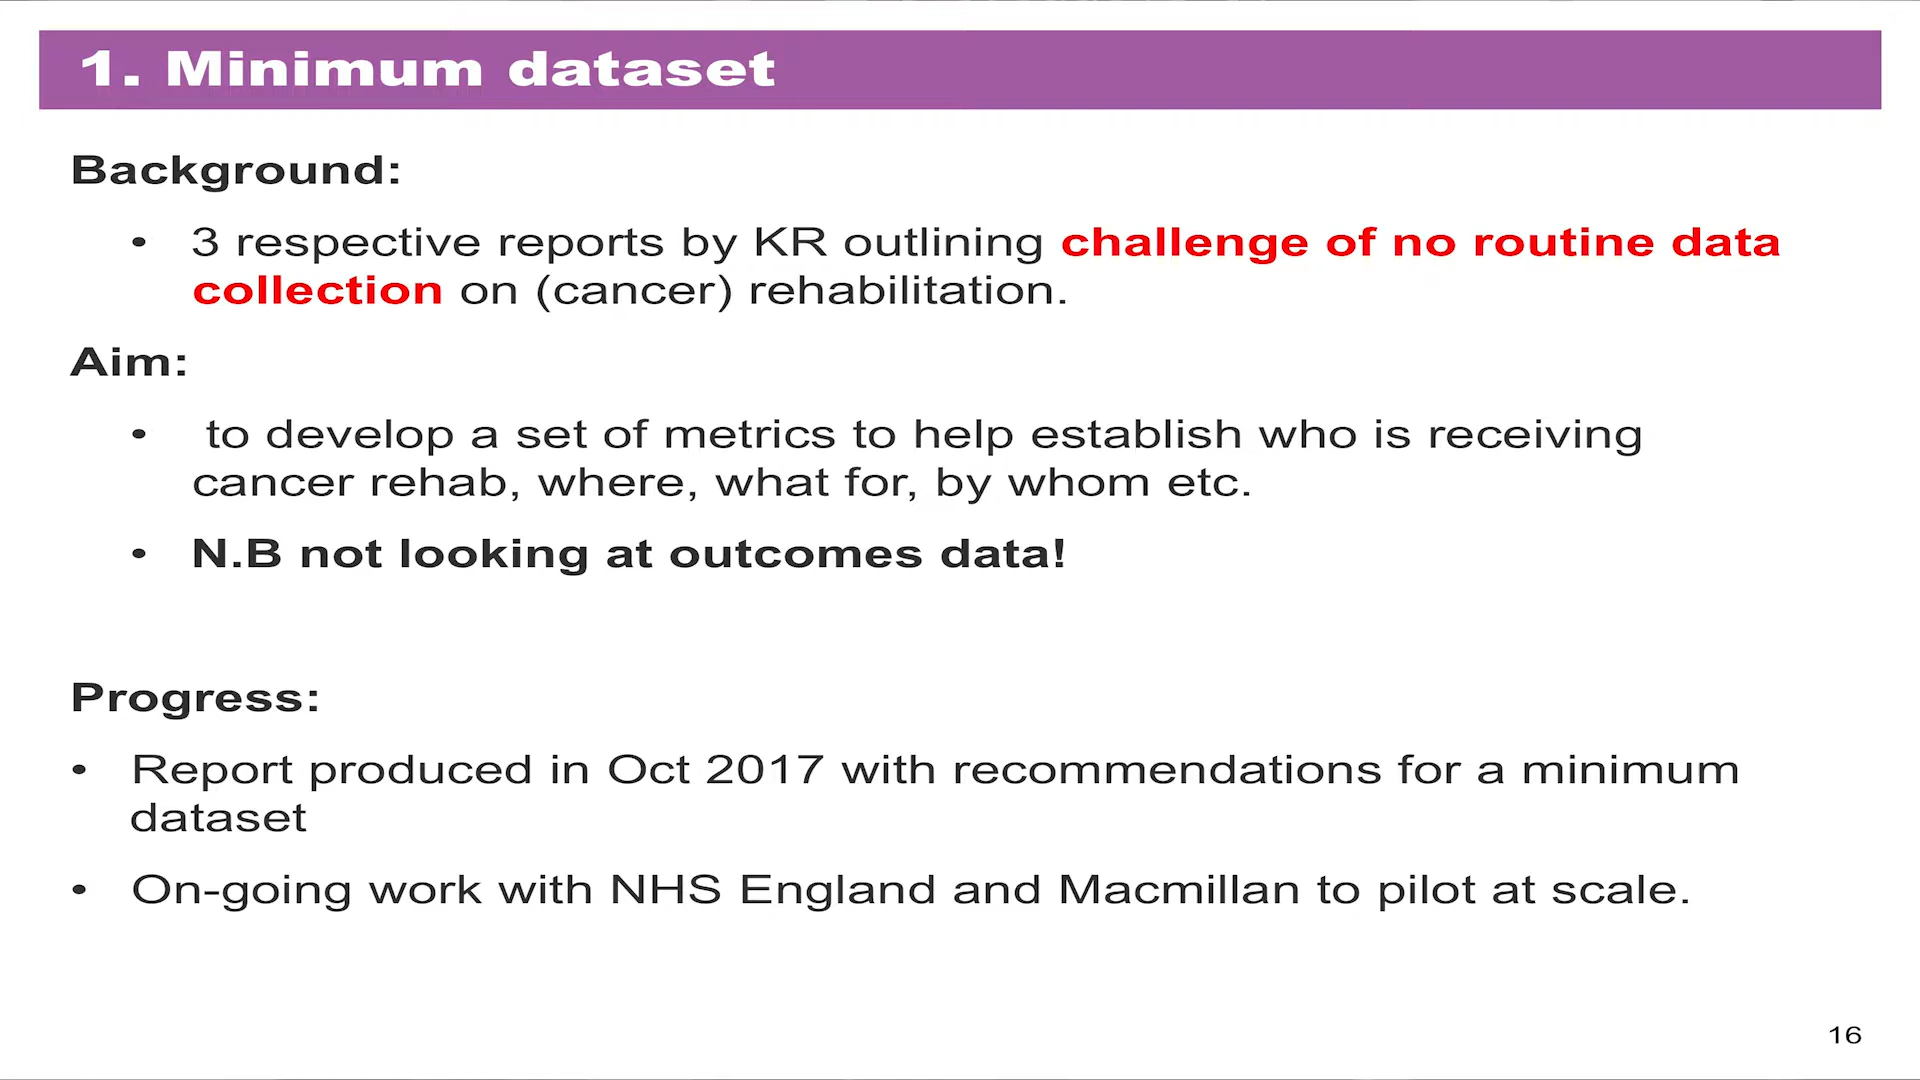 1. Minimum dataset
Background:
• 3 respective reports by KR outlining challenge of no routine data
collection on (cancer) rehabilitation.
Aim:
• to develop a set of metrics to help establish who is receiving
cancer rehab, where, what for, by whom etc.
• N.B not looking at outcomes data!
Progress:
• Report produced in Oct 2017 with recommendations for a minimum
dataset
• On-going work with NHS England and Macmillan to pilot at scale.
16